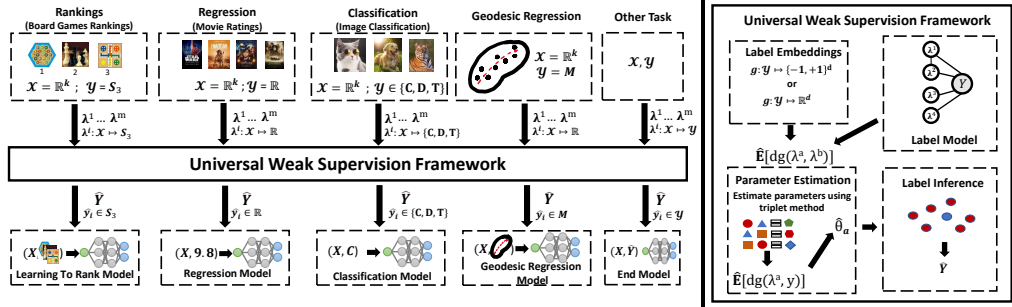 Rankings
(Board Games Rankings)
1 2 3
𝒳 = ℝᵏ ; 𝒴 = S₃
Regression
(Movie Ratings)
𝒳 = ℝᵏ ; 𝒴 = ℝ
Classification
(Image Classification)
𝒳 = ℝᵏ ; 𝒴 ∈ {C, D, T}
Geodesic Regression
𝒳 = ℝᵏ
𝒴 = M
Other Task
𝒳, 𝒴
λ¹ … λᵐ
λⁱ: 𝒳 ↦ S₃
λ¹ … λᵐ
λⁱ: 𝒳 ↦ ℝ
λ¹ … λᵐ
λⁱ: 𝒳 ↦ {C, D, T}
λ¹ … λᵐ
λⁱ: 𝒳 ↦ ℝ
λ¹ … λᵐ
λⁱ: 𝒳 ↦ 𝒴
Universal Weak Supervision Framework
Ŷ
ŷᵢ ∈ S₃
Ŷ
ŷᵢ ∈ ℝ
Ŷ
ŷᵢ ∈ {C, D, T}
Ŷ
ŷᵢ ∈ M
Ŷ
ŷᵢ ∈ 𝒴
(X, )
Learning To Rank Model
(X, 9.8)
Regression Model
(X, C)
Classification Model
(X, )
Geodesic Regression
Model
(X, Ŷ)
End Model
Universal Weak Supervision Framework
Label Embeddings
g: 𝒴 ↦ {−1, +1}ᵈ
or
g: 𝒴 ↦ ℝᵈ
λ¹
λ²
λ³
λ⁴
Y
Label Model
Ê[dg(λᵃ, λᵇ)]
Parameter Estimation
Estimate parameters using
triplet method
Ê[dg(λᵃ, y)]
θ̂ₐ
Label Inference
Ŷ